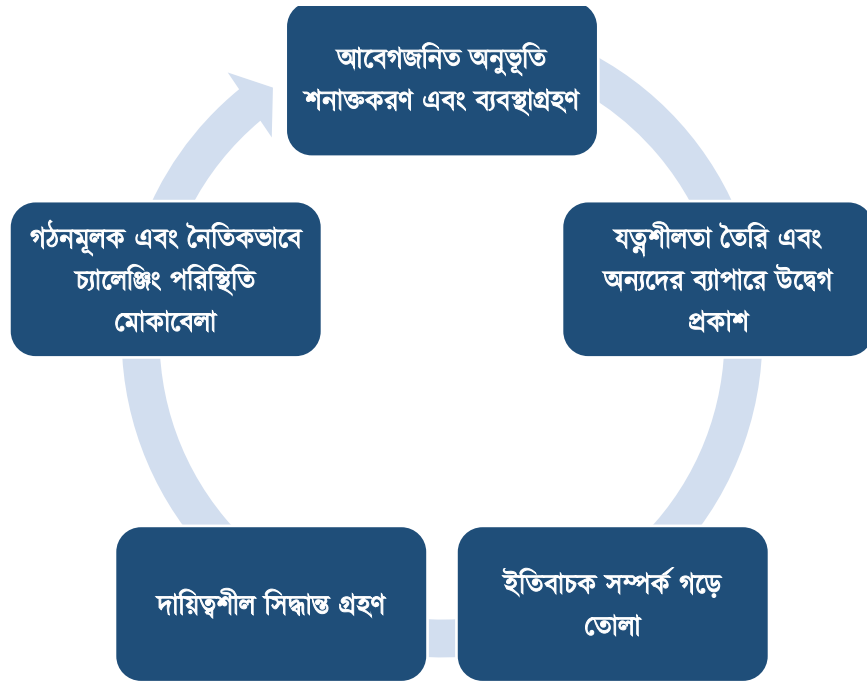 আবেগজনিত অনুভূতি
শনাক্তকরণ এবং ব্যবস্থাগ্রহণ
যত্নশীলতা তৈরি এবং
অন্যদের ব্যাপারে উদ্বেগ
প্রকাশ
ইতিবাচক সম্পর্ক গড়ে
তোলা
দায়িত্বশীল সিদ্ধান্ত গ্রহণ
গঠনমূলক এবং নৈতিকভাবে
চ্যালেঞ্জিং পরিস্থিতি
মোকাবেলা